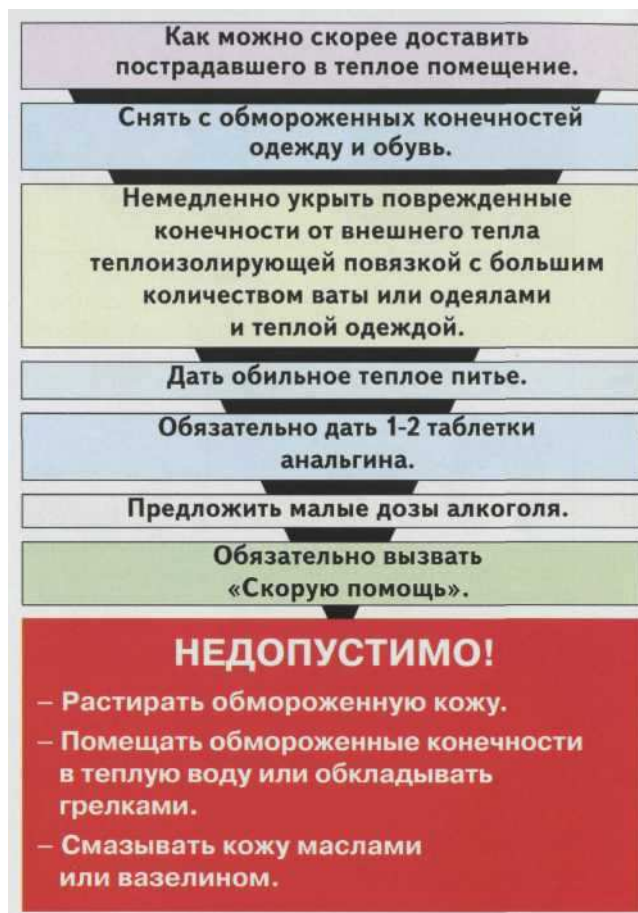 Как можно скорее доставить
пострадавшего в теплое помещение.
Снять с обмороженных конечностей
одежду и обувь.
Немедленно укрыть поврежденные
конечности от внешнего тепла
теплоизолирующей повязкой с большим
количеством ваты или одеялами
и теплой одеждой.
Дать обильное теплое питье.
Обязательно дать 1-2 таблетки
анальгина.
Предложить малые дозы алкоголя.
Обязательно вызвать
«Скорую помощь».
НЕДОПУСТИМО!
– Растирать обмороженную кожу.
– Помещать обмороженные конечности
в теплую воду или обкладывать
грелками.
– Смазывать кожу маслами
или вазелином.